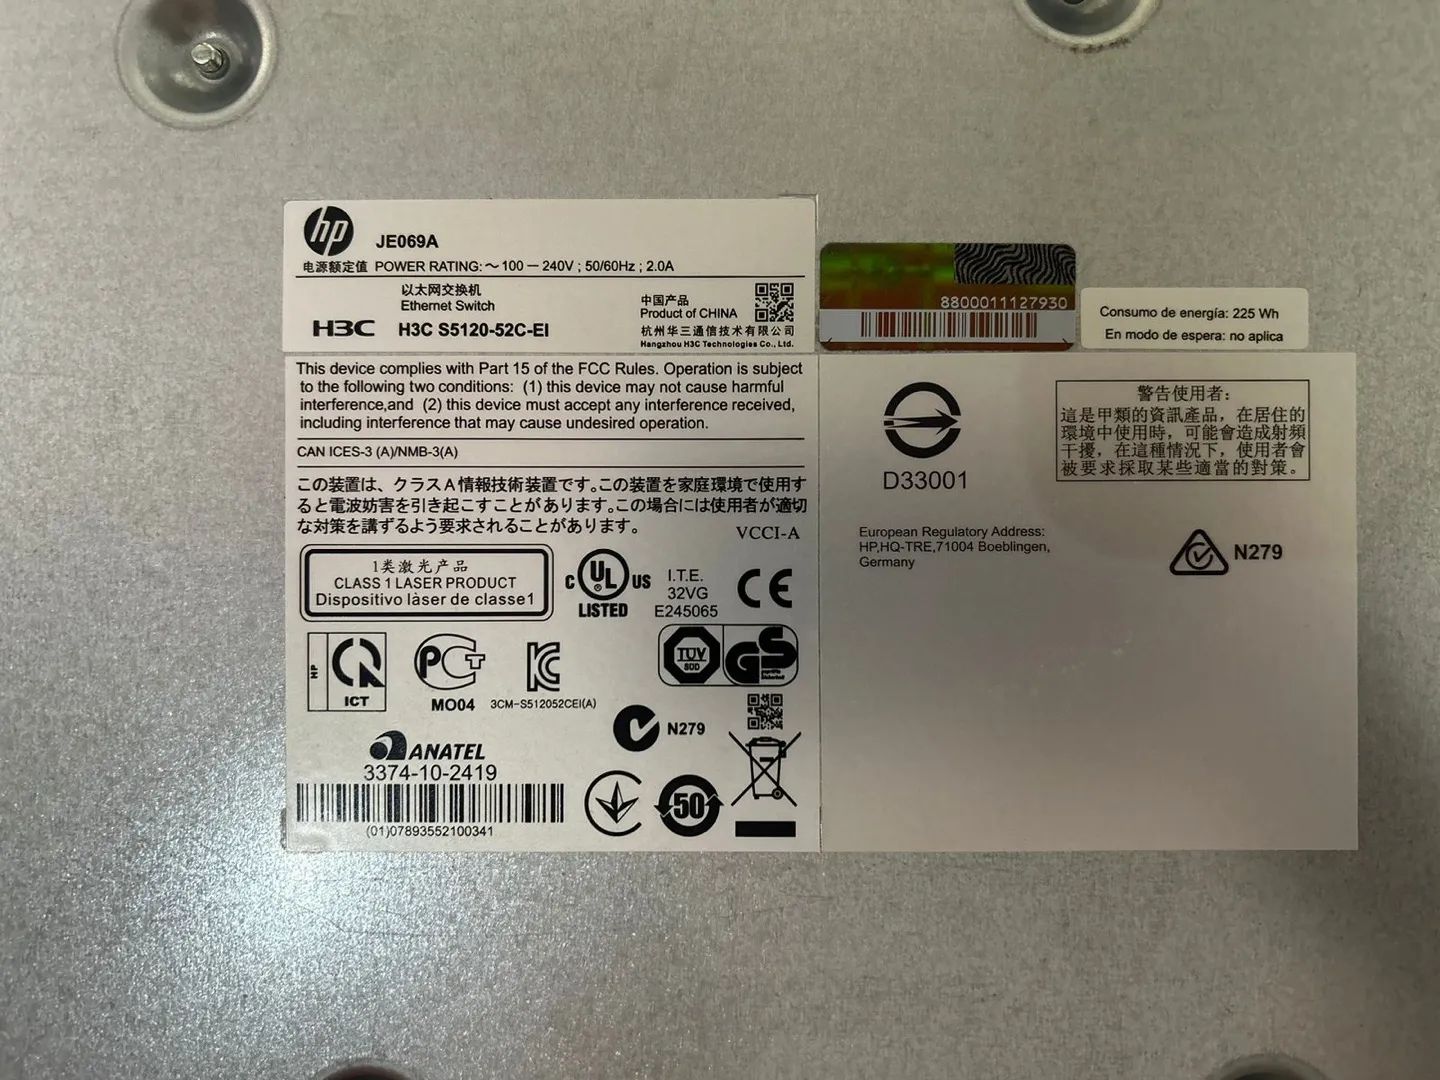 hp JE069A
电源额定值 POWER RATING: ～ 100 — 240V ; 50/60Hz ; 2.0A
以太网交换机
Ethernet Switch
H3C H3C S5120-52C-EI
中国产品
Product of CHINA
杭州华三通信技术有限公司
Hangzhou H3C Technologies Co., Ltd.
8800011127930
Consumo de energía: 225 Wh
En modo de espera: no aplica
This device complies with Part 15 of the FCC Rules. Operation is subject
to the following two conditions: (1) this device may not cause harmful
interference,and (2) this device must accept any interference received,
including interference that may cause undesired operation.
CAN ICES-3 (A)/NMB-3(A)
この装置は、クラスA情報技術装置です。この装置を家庭環境で使用す
ると電波妨害を引き起こすことがあります。この場合には使用者が適切
な対策を講ずるよう要求されることがあります。
VCCI-A
1类激光产品
CLASS 1 LASER PRODUCT
Dispositivo làser de classe1
C UL US
LISTED
I.T.E.
32VG
E245065
CE
HP
ICT
PCT
MO04
KC
3CM-S512052CEI(A)
TÜV
SÜD
GS
geprüfte
Sicherheit
N279
ANATEL
3374-10-2419
(01)07893552100341
50
D33001
警告使用者：
這是甲類的資訊產品，在居住的
環境中使用時，可能會造成射頻
干擾，在這種情況下，使用者會
被要求採取某些適當的對策。
European Regulatory Address:
HP,HQ-TRE,71004 Boeblingen,
Germany
N279